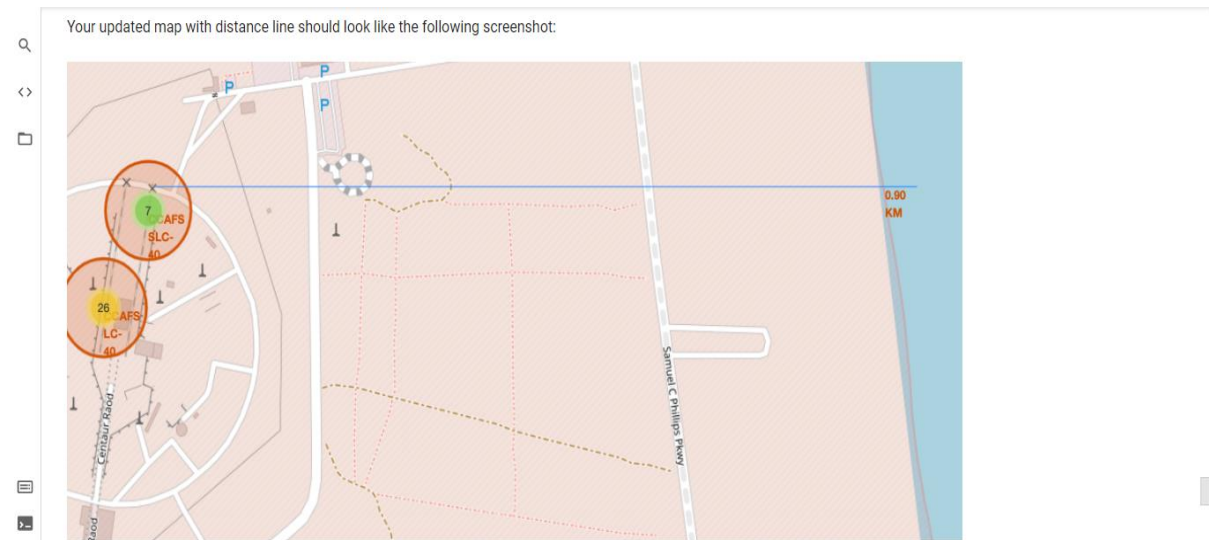 Your updated map with distance line should look like the following screenshot:
P
P
P
7
CCAFS
SLC-
40
0.90
KM
26
CCAFS
LC-
40
Samuel C Phillips Pkwy
Centaur Raod
Raod